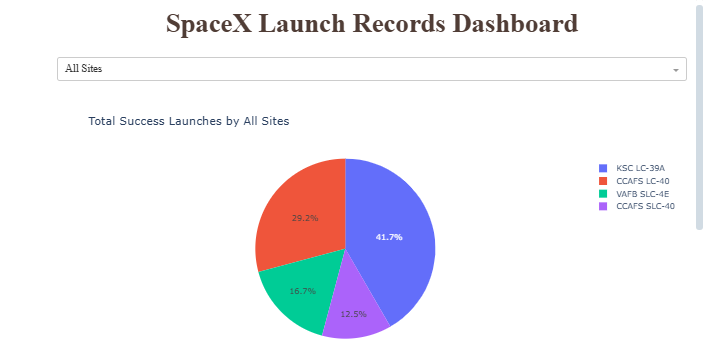 SpaceX Launch Records Dashboard
All Sites
Total Success Launches by All Sites
KSC LC-39A
CCAFS LC-40
VAFB SLC-4E
CCAFS SLC-40
29.2%
41.7%
16.7%
12.5%